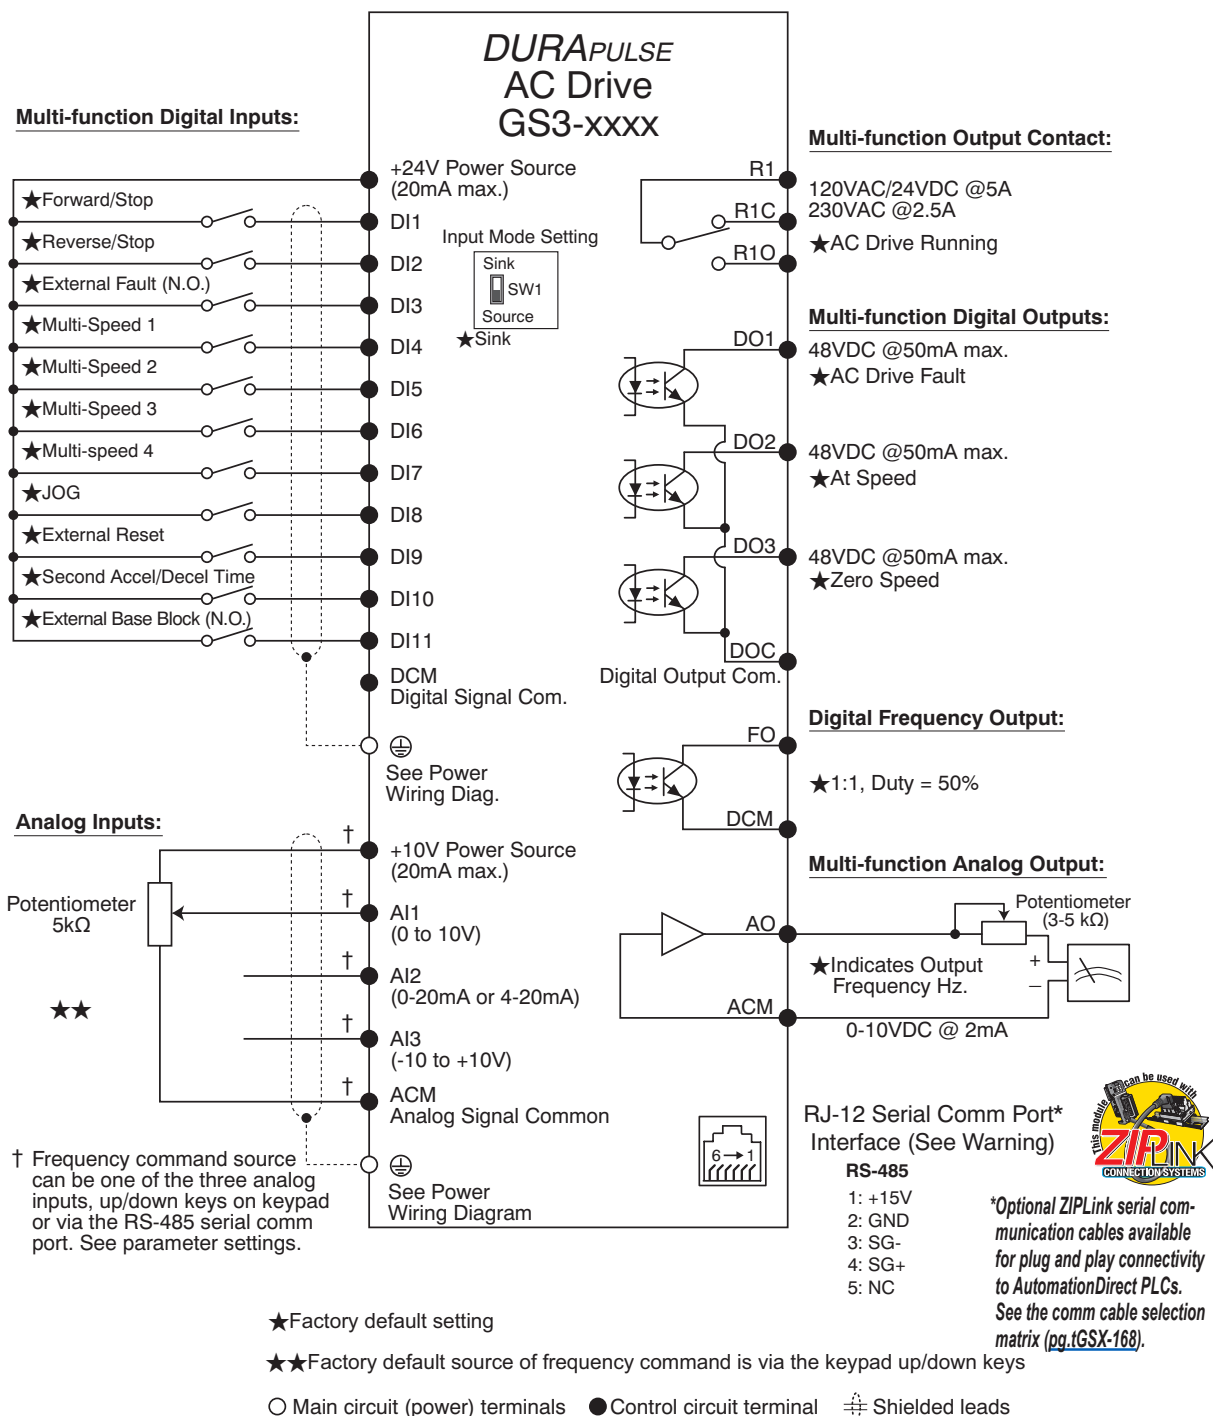 DURAPULSE
AC Drive
GS3-xxxx
Multi-function Digital Inputs:
★Forward/Stop
★Reverse/Stop
★External Fault (N.O.)
★Multi-Speed 1
★Multi-Speed 2
★Multi-Speed 3
★Multi-speed 4
★JOG
★External Reset
★Second Accel/Decel Time
★External Base Block (N.O.)
+24V Power Source
(20mA max.)
DI1
DI2
DI3
DI4
DI5
DI6
DI7
DI8
DI9
DI10
DI11
DCM
Digital Signal Com.
See Power
Wiring Diag.
Input Mode Setting
Sink
SW1
Source
★Sink
Analog Inputs:
Potentiometer
5kΩ
★★
†
+10V Power Source
(20mA max.)
†
AI1
(0 to 10V)
†
AI2
(0-20mA or 4-20mA)
†
AI3
(-10 to +10V)
†
ACM
Analog Signal Common
See Power
Wiring Diagram
† Frequency command source
can be one of the three analog
inputs, up/down keys on keypad
or via the RS-485 serial comm
port. See parameter settings.
Multi-function Output Contact:
R1
R1C
R1O
120VAC/24VDC @5A
230VAC @2.5A
★AC Drive Running
Multi-function Digital Outputs:
DO1
48VDC @50mA max.
★AC Drive Fault
DO2
48VDC @50mA max.
★At Speed
DO3
48VDC @50mA max.
★Zero Speed
DOC
Digital Output Com.
Digital Frequency Output:
FO
★1:1, Duty = 50%
DCM
Multi-function Analog Output:
AO
Potentiometer
(3-5 kΩ)
+
–
★Indicates Output
Frequency Hz.
ACM
0-10VDC @ 2mA
6→1
RJ-12 Serial Comm Port*
Interface (See Warning)
RS-485
1: +15V
2: GND
3: SG-
4: SG+
5: NC
This module can be used with
ZIPLINK
CONNECTION SYSTEMS
*Optional ZIPLink serial com-
munication cables available
for plug and play connectivity
to AutomationDirect PLCs.
See the comm cable selection
matrix (pg.tGSX-168).
★Factory default setting
★★Factory default source of frequency command is via the keypad up/down keys
Main circuit (power) terminals
Control circuit terminal
Shielded leads